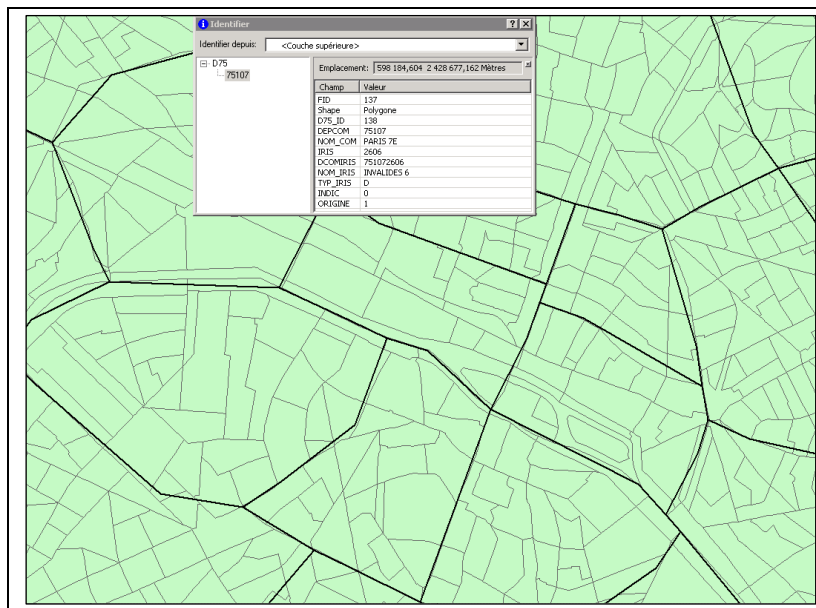 Identifier
Identifier depuis: <Couche supérieure>
D75
75107
Emplacement: 598 184,604 2 428 677,162 Mètres
Champ Valeur
FID 137
Shape Polygone
D75_ID 138
DEPCOM 75107
NOM_COM PARIS 7E
IRIS 2606
DCOMIRIS 751072606
NOM_IRIS INVALIDES 6
TYP_IRIS D
INDIC 0
ORIGINE 1